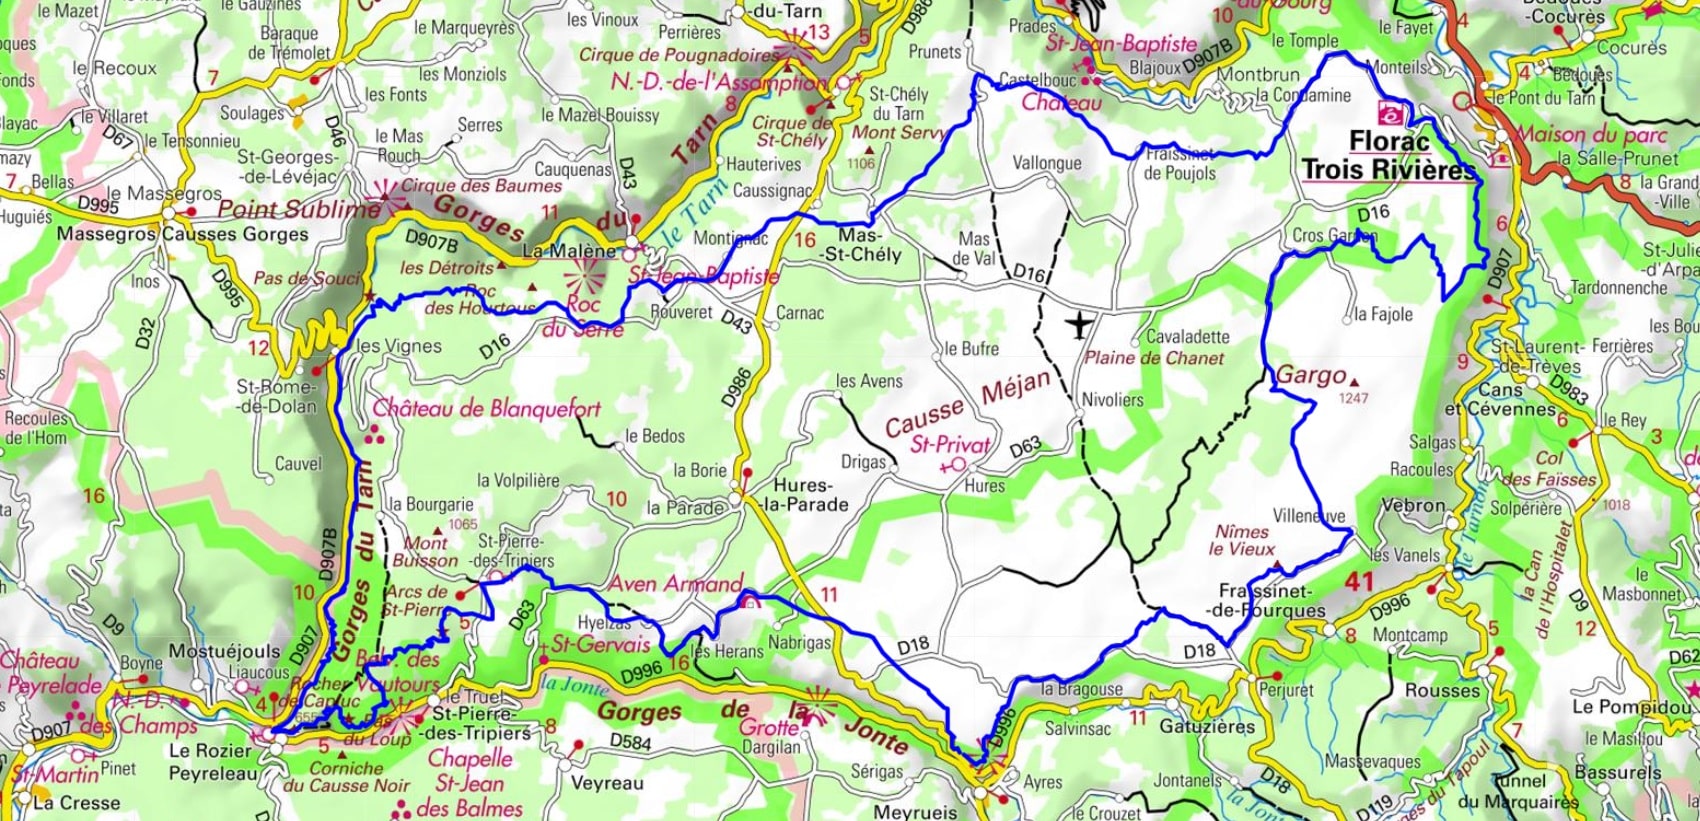 le Mazet
le Gauzines
les Vinoux
-du-Tarn
Perrières
13
5
D986
Prades
10
-du-Bourg
le Fayet
4
-Cocurès
Baraque
de Trémolet
le Marqueyrès
Cirque de Pougnadoires
Prunets
St-Jean-Baptiste
D907B
le Temple
Cocurès
le Recoux
7
les Monziols
N.-D.-de-l'Assomption
Castelbouc
Blajoux
Montbrun
Monteils
4
Bédouès
les Fonts
8
St-Chély
du Tarn
Château
la Condamine
le Pont du Tarn
le Villaret
Soulages
le Mazel Bouissy
Cirque de
St-Chély
Mont Servy
1106
D67
le Tensonnieu
D46
le Mas
Rouch
Serres
Tarn
Florac
Trois Rivières
Maison du parc
la Salle-Prunet
St-Georges-
-de-Lévéjac
Cauquenas
D43
Hauterives
Vallongue
Fraissinet
de Poujols
7
Bellas
le Massegros
Cirque des Baumes
Caussignac
8
la Grand-
-Ville
Huguiés
D995
Point Sublime
Gorges
11
du
le Tarn
D16
6
Massegros Causses Gorges
D907B
La Malène
Montignac
16
Mas-
-St-Chély
Mas
de Val
Cros Garnon
St-Julie
-d'Arpa
Inos
D995
Pas de Souci
les Détroits
Roc
des Hourtous
St-Jean-Baptiste
D16
D907
Tardonnenche
D32
Roc
du Serre
Rouveret
D43
Carnac
la Fajole
12
les Vignes
D16
le Bufre
Cavaladette
Plaine de Chanet
9
St-Laurent-
-de-Trèves
Ferrières
St-Rome-
-de-Dolan
D986
les Avens
Causse Méjan
Nivoliers
Gargo
1247
Cans
et Cévennes
D983
Recoules
de l'Hom
Château de Blanquefort
le Bedos
St-Privat
D63
Salgas
6
le Rey
3
Cauvel
la Volpilière
la Borie
Drigas
Hures
Racoules
Col
des Faïsses
16
la Bourgarie
10
la Parade
Hures-
-la-Parade
Villeneuve
Vébron
Solpérière
1018
D907B
Gorges du Tarn
Mont
Buisson
1065
St-Pierre-
-des-Tripiers
Nîmes
le Vieux
les Vanels
le Tarnon
la Can
de l'Hospitalet
10
Arcs de
St-Pierre
Aven Armand
11
Fraissinet-
-de-Fourques
41
D996
le
Masbonnet
D9
5
D63
Hyelzas
Nabrigas
D18
D18
8
Montcamp
5
D9
12
Château
Peyrelade
Boyne
Mostuéjouls
Liaucous
D907
Belv. des
Vautours
St-Gervais
D996
16
les Hérans
la Bragouse
Perjuret
Rousses
D62
N.-D.
des Champs
4
Rocher
de Capluc
655
Pas
du Loup
le Truel
la Jonte
Gorges de la Jonte
D996
Salvinsac
11
Gatuzières
Le Pompidou
D907
Le Rozier
Peyreleau
5
St-Pierre-
-des-Tripiers
8
D584
Grotte
Dargilan
7
le Masillou
St-Martin
Pinet
Corniche
du Causse Noir
Chapelle
St-Jean
des Balmes
Veyreau
Sérigas
Ayres
Jontanels
Massevaques
Bassurels
La Cresse
Meyrueis
le Crouzet
la Jonte
D18
D119
Tunnel
du Marquaires